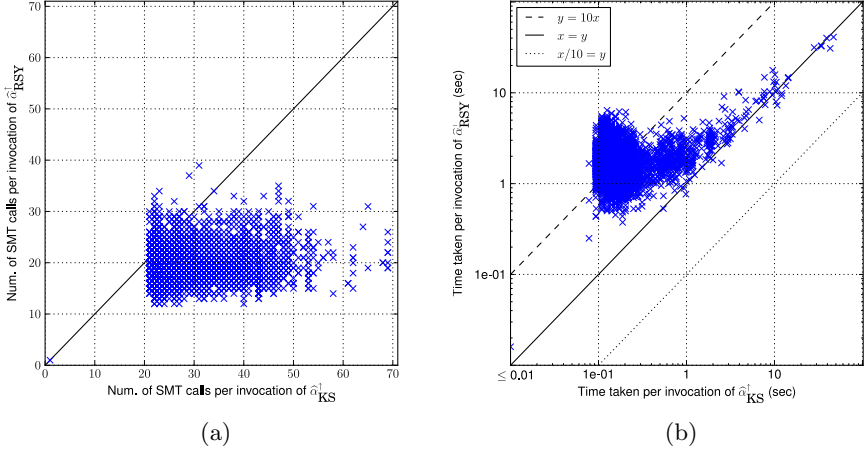 70
60
50
40
30
20
10
0
0 10 20 30 40 50 60 70
Num. of SMT calls per invocation of α̂↑RSY
Num. of SMT calls per invocation of α̂↑KS
(a)
y = 10x
x = y
x/10 = y
10
1
1e-01
≤ 0.01 1e-01 1 10
Time taken per invocation of α̂↑RSY (sec)
Time taken per invocation of α̂↑KS (sec)
(b)